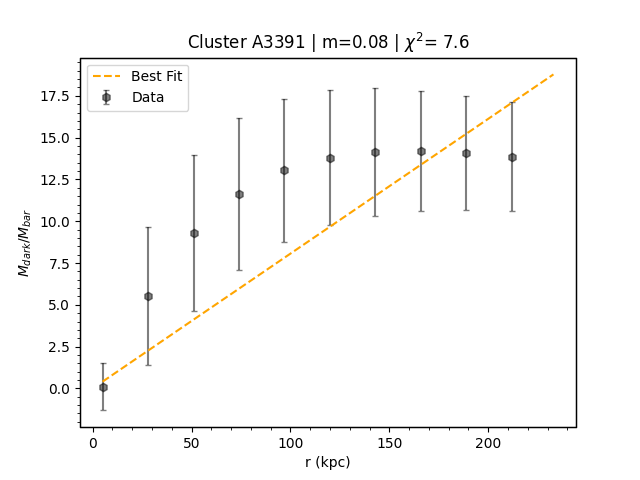 Cluster A3391 | m=0.08 | χ²= 7.6
Best Fit
Data
M_dark/M_bar
17.5
15.0
12.5
10.0
7.5
5.0
2.5
0.0
0 50 100 150 200
r (kpc)